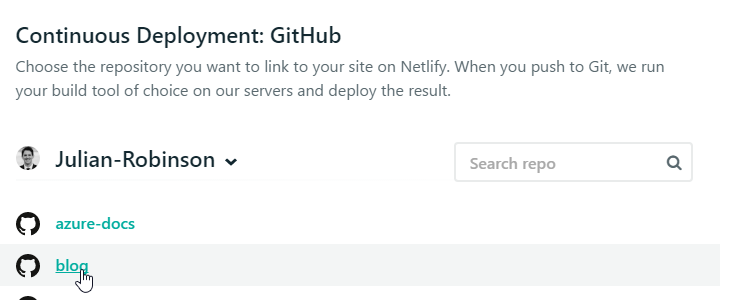 Continuous Deployment: GitHub
Choose the repository you want to link to your site on Netlify. When you push to Git, we run
your build tool of choice on our servers and deploy the result.
Julian-Robinson
Search repo
azure-docs
blog